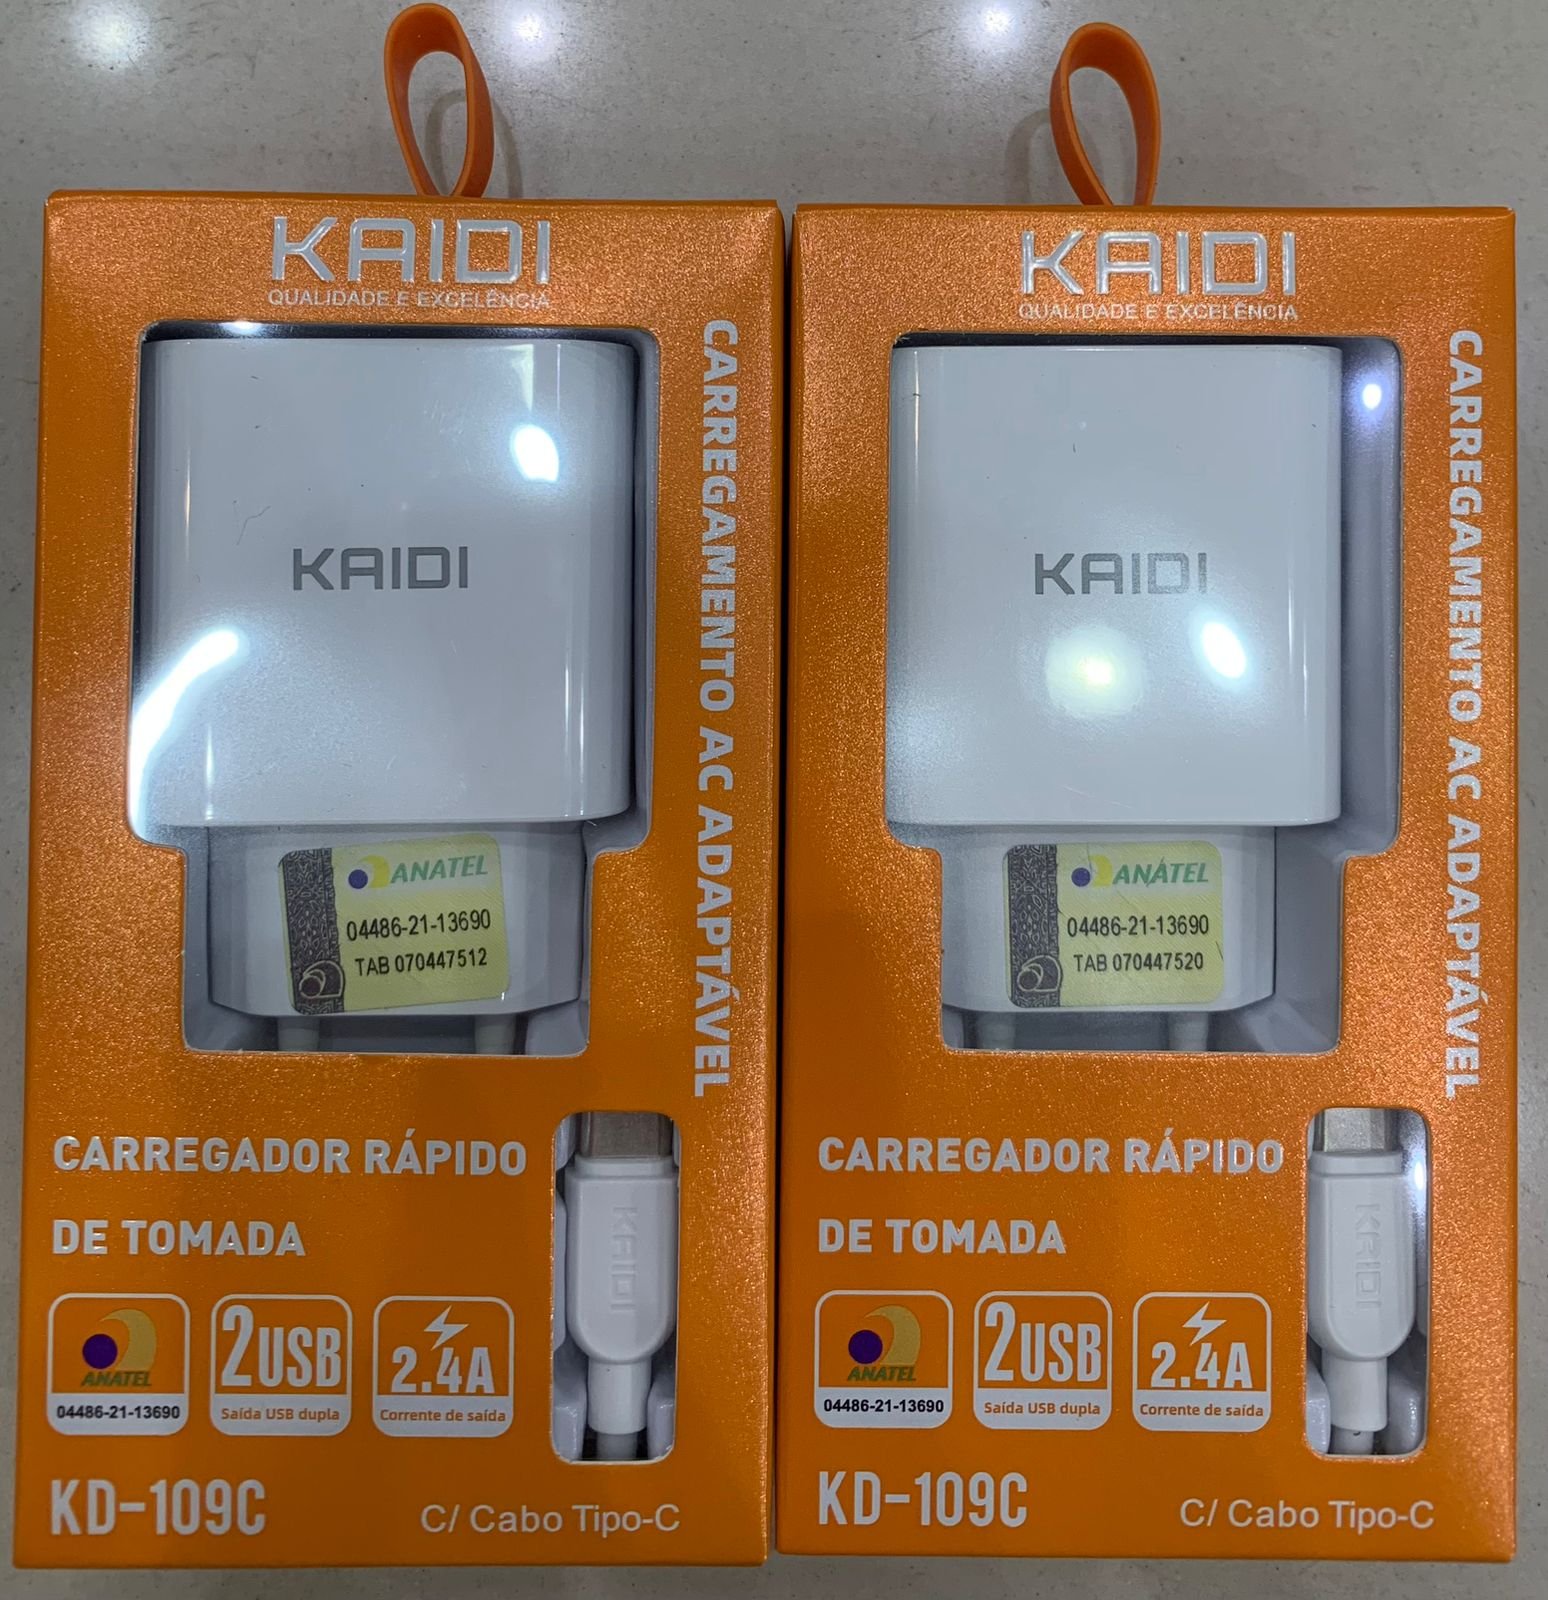 KAIDI
QUALIDADE E EXCELÊNCIA
CARREGAMENTO AC ADAPTÁVEL
KAIDI
ANATEL
04486-21-13690
TAB 070447512
CARREGADOR RÁPIDO
DE TOMADA
KAIDI
ANATEL
04486-21-13690
2USB
Saída USB dupla
2.4A
Corrente de saída
KD-109C
C/ Cabo Tipo-C
KAIDI
QUALIDADE E EXCELÊNCIA
CARREGAMENTO AC ADAPTÁVEL
KAIDI
ANATEL
04486-21-13690
TAB 070447520
CARREGADOR RÁPIDO
DE TOMADA
KAIDI
ANATEL
04486-21-13690
2USB
Saída USB dupla
2.4A
Corrente de saída
KD-109C
C/ Cabo Tipo-C